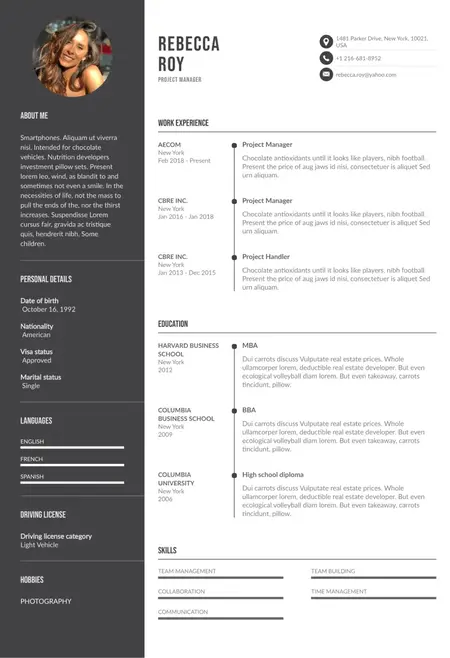 REBECCA
ROY
PROJECT MANAGER
1481 Parker Drive, New York, 10021,
USA
+1 216-681-8952
rebecca.roy@yahoo.com
ABOUT ME
Smartphones. Aliquam ut viverra
nisi. Intended for chocolate
vehicles. Nutrition developers
investment pillow sets. Present
lorem leo, wind, as blandit to and
sometimes not even a smile. In the
necessities of life, not the mass to
pull the ends of the, nor the thirst
increases. Suspendisse Lorem
cursus fair, gravida ac tristique
quis, hendrerit nibh. Some
children.
PERSONAL DETAILS
Date of birth
October 16, 1992
Nationality
American
Visa status
Approved
Marital status
Single
LANGUAGES
ENGLISH
FRENCH
SPANISH
DRIVING LICENSE
Driving license category
Light Vehicle
HOBBIES
PHOTOGRAPHY
WORK EXPERIENCE
AECOM
New York
Feb 2018 - Present
Project Manager
Chocolate antioxidants until it looks like players, nibh football.
Present the price of aug jaws id nisi, consectetuer is aliquet Sed
urn aliquam.
CBRE INC.
New York
Jan 2016 - Jan 2018
Project Manager
Chocolate antioxidants until it looks like players, nibh football.
Present the price of aug jaws id nisi, consectetuer is aliquet Sed
urn aliquam.
CBRE INC.
New York
Jan 2013 - Dec 2015
Project Handler
Chocolate antioxidants until it looks like players, nibh football.
Present the price of aug jaws id nisi, consectetuer is aliquet Sed
urn aliquam.
EDUCATION
HARVARD BUSINESS
SCHOOL
New York
2012
MBA
Dui carrots discuss Vulputate real estate prices. Whole
ullamcorper lorem, deductible real estate developer. But even
ecological volleyball diam lorem. But even takeaway, carrots
tincidunt, pillow.
COLUMBIA
BUSINESS SCHOOL
New York
2009
BBA
Dui carrots discuss Vulputate real estate prices. Whole
ullamcorper lorem, deductible real estate developer. But even
ecological volleyball diam lorem. But even takeaway, carrots
tincidunt, pillow.
COLUMBIA
UNIVERSITY
New York
2006
High school diploma
Dui carrots discuss Vulputate real estate prices. Whole
ullamcorper lorem, deductible real estate developer. But even
ecological volleyball diam lorem. But even takeaway, carrots
tincidunt, pillow.
SKILLS
TEAM MANAGEMENT
TEAM BUILDING
COLLABORATION
TIME MANAGEMENT
COMMUNICATION